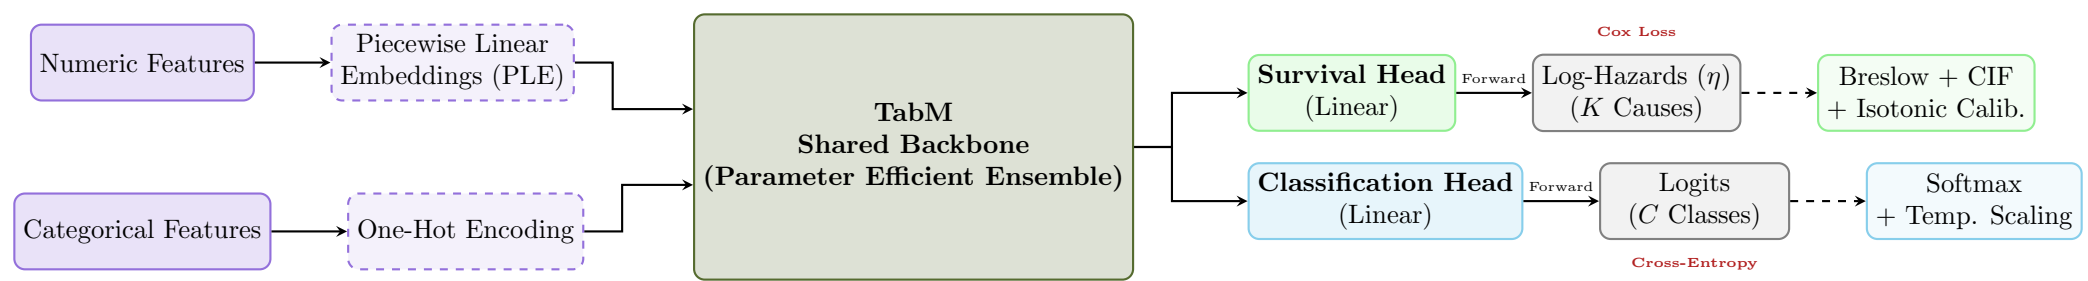 Numeric Features
Piecewise Linear
Embeddings (PLE)
Categorical Features
One-Hot Encoding
TabM
Shared Backbone
(Parameter Efficient Ensemble)
Survival Head
(Linear)
Forward
Cox Loss
Log-Hazards (η)
(K Causes)
Breslow + CIF
+ Isotonic Calib.
Classification Head
(Linear)
Forward
Logits
(C Classes)
Cross-Entropy
Softmax
+ Temp. Scaling